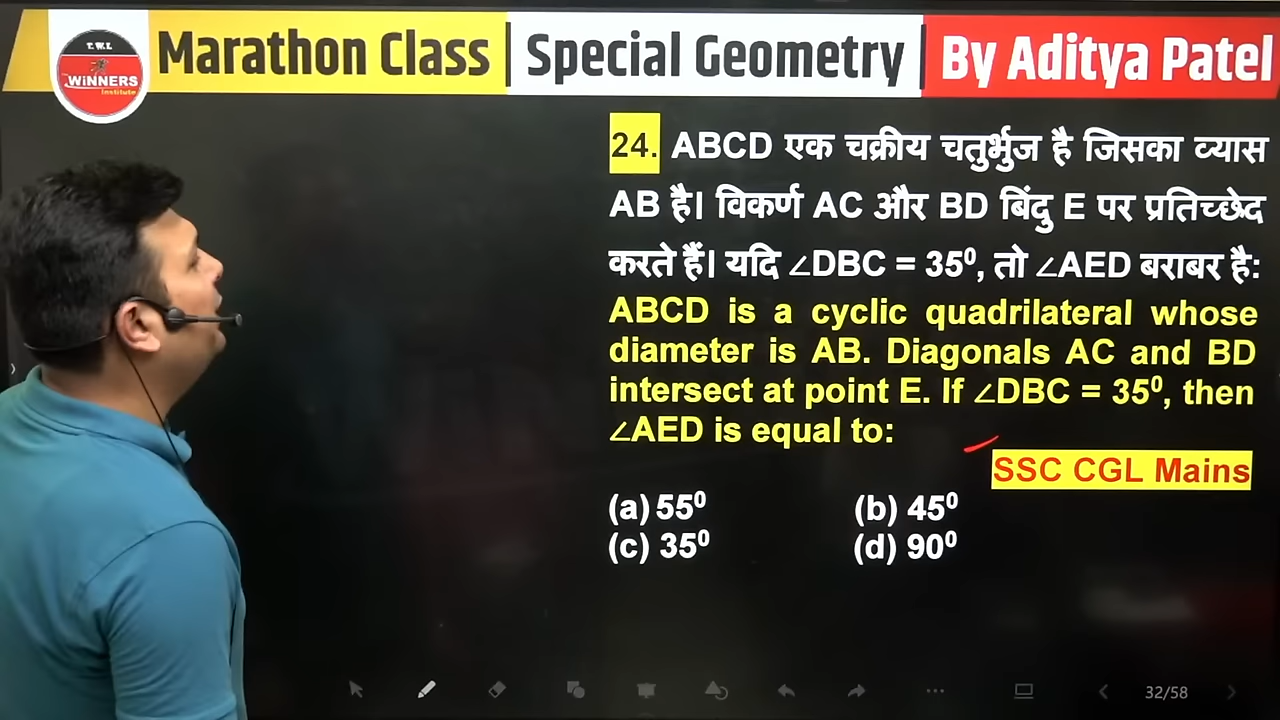 T.W.I.
WINNERS
Institute
Marathon Class | Special Geometry By Aditya Patel
24. ABCD एक चक्रीय चतुर्भुज है जिसका व्यास
AB है। विकर्ण AC और BD बिंदु E पर प्रतिच्छेद
करते हैं। यदि ∠DBC = 35⁰, तो ∠AED बराबर है:
ABCD is a cyclic quadrilateral whose
diameter is AB. Diagonals AC and BD
intersect at point E. If ∠DBC = 35⁰, then
∠AED is equal to:
SSC CGL Mains
(a) 55⁰ (b) 45⁰
(c) 35⁰ (d) 90⁰
32/58